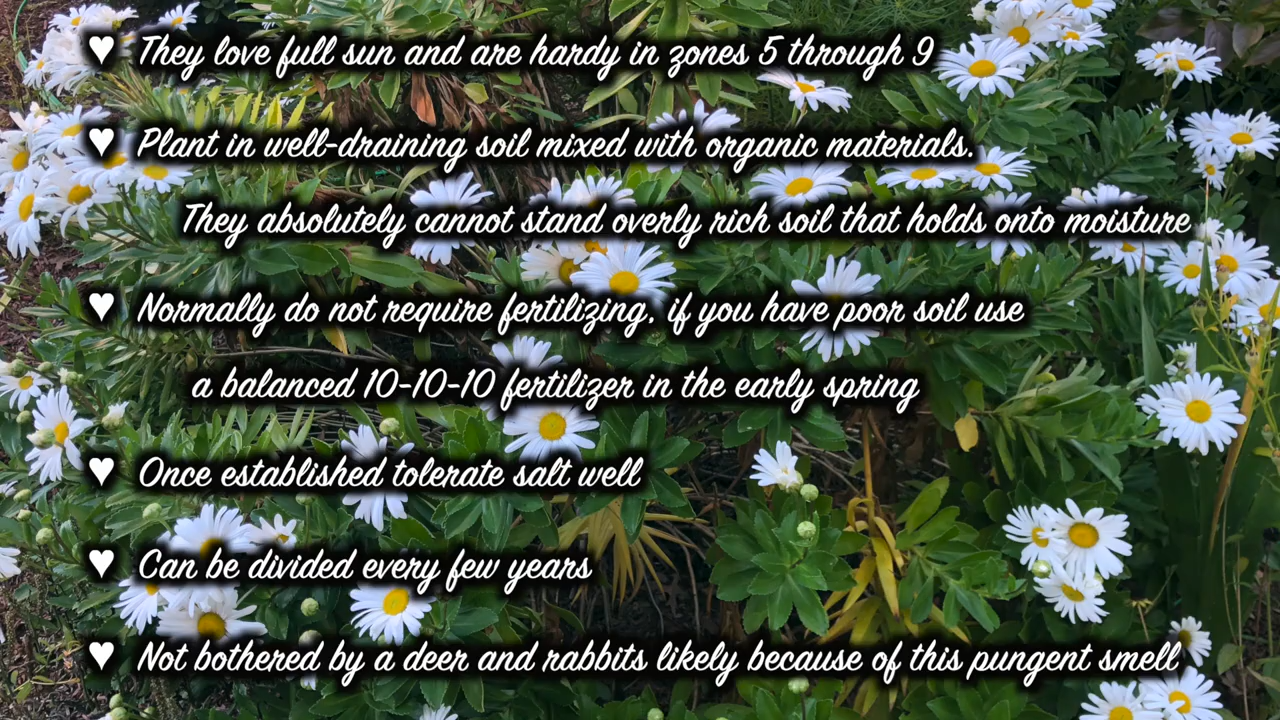 ♥ They love full sun and are hardy in zones 5 through 9
♥ Plant in well-draining soil mixed with organic materials.
They absolutely cannot stand overly rich soil that holds onto moisture
♥ Normally do not require fertilizing, if you have poor soil use
a balanced 10-10-10 fertilizer in the early spring
♥ Once established tolerate salt well
♥ Can be divided every few years
♥ Not bothered by a deer and rabbits likely because of this pungent smell